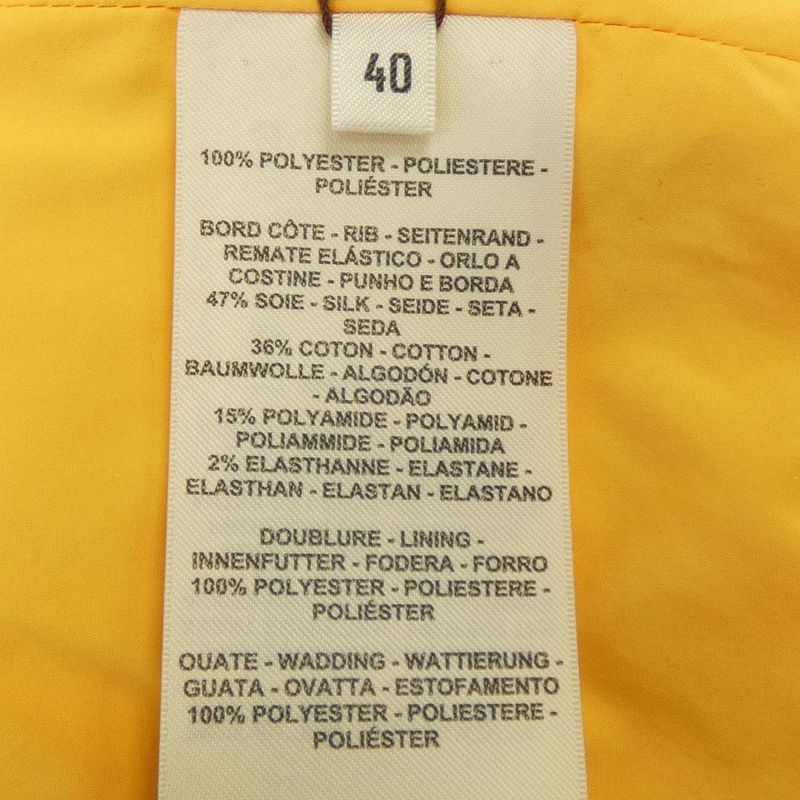 40
100% POLYESTER - POLIESTERE -
POLIÉSTER
BORD CÔTE - RIB - SEITENRAND -
REMATE ELÁSTICO - ORLO A
COSTINE - PUNHO E BORDA
47% SOIE - SILK - SEIDE - SETA -
SEDA
36% COTON - COTTON -
BAUMWOLLE - ALGODÓN - COTONE
- ALGODÃO
15% POLYAMIDE - POLYAMID -
POLIAMMIDE - POLIAMIDA
2% ELASTHANNE - ELASTANE -
ELASTHAN - ELASTAN - ELASTANO
DOUBLURE - LINING -
INNENFUTTER - FODERA - FORRO
100% POLYESTER - POLIESTERE -
POLIÉSTER
OUATE - WADDING - WATTIERUNG -
GUATA - OVATTA - ESTOFAMENTO
100% POLYESTER - POLIESTERE -
POLIÉSTER